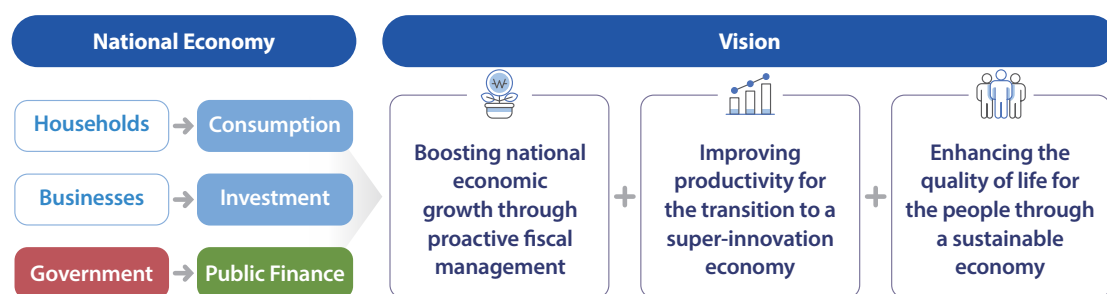 National Economy
Households
Consumption
Businesses
Investment
Government
Public Finance
Vision
₩
Boosting national
economic
growth through
proactive fiscal
management
+
Improving
productivity for
the transition to a
super-innovation
economy
+
Enhancing the
quality of life for
the people through
a sustainable
economy